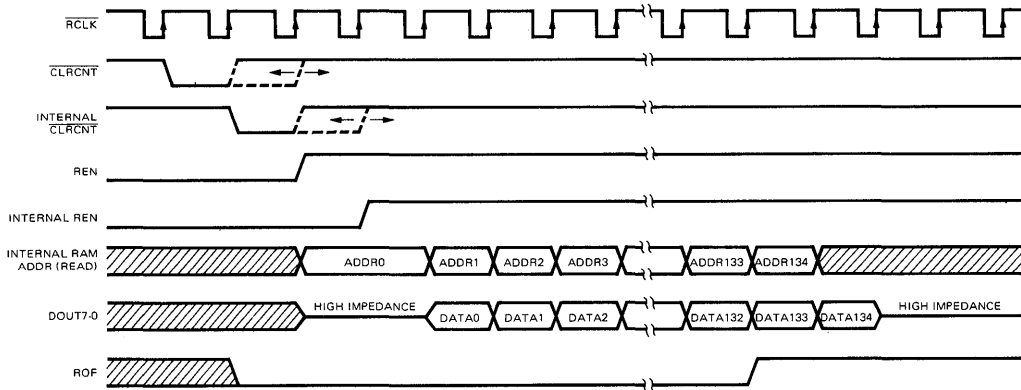 RCLK
CLRCNT
INTERNAL
CLRCNT
REN
INTERNAL REN
INTERNAL RAM
ADDR (READ)
ADDR0 ADDR1 ADDR2 ADDR3 ADDR133 ADDR134
DOUT7-0
HIGH IMPEDANCE DATA0 DATA1 DATA2 DATA132 DATA133 DATA134 HIGH IMPEDANCE
ROF